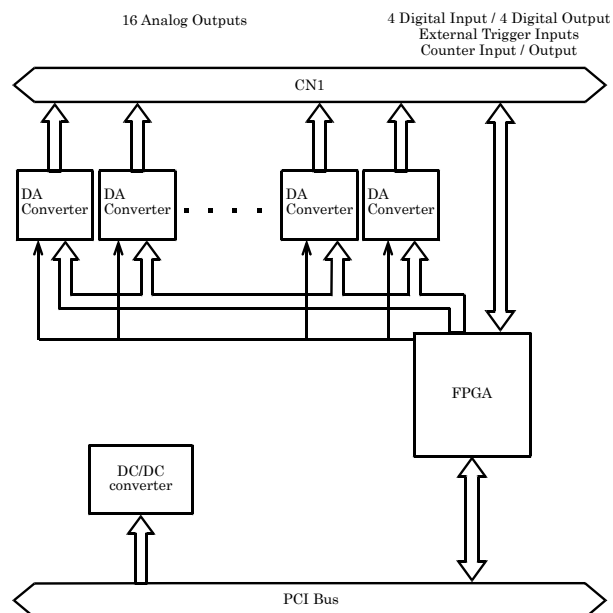 16 Analog Outputs
4 Digital Input / 4 Digital Output
External Trigger Inputs
Counter Input / Output
CN1
DA
Converter
DA
Converter
DA
Converter
DA
Converter
FPGA
DC/DC
converter
PCI Bus